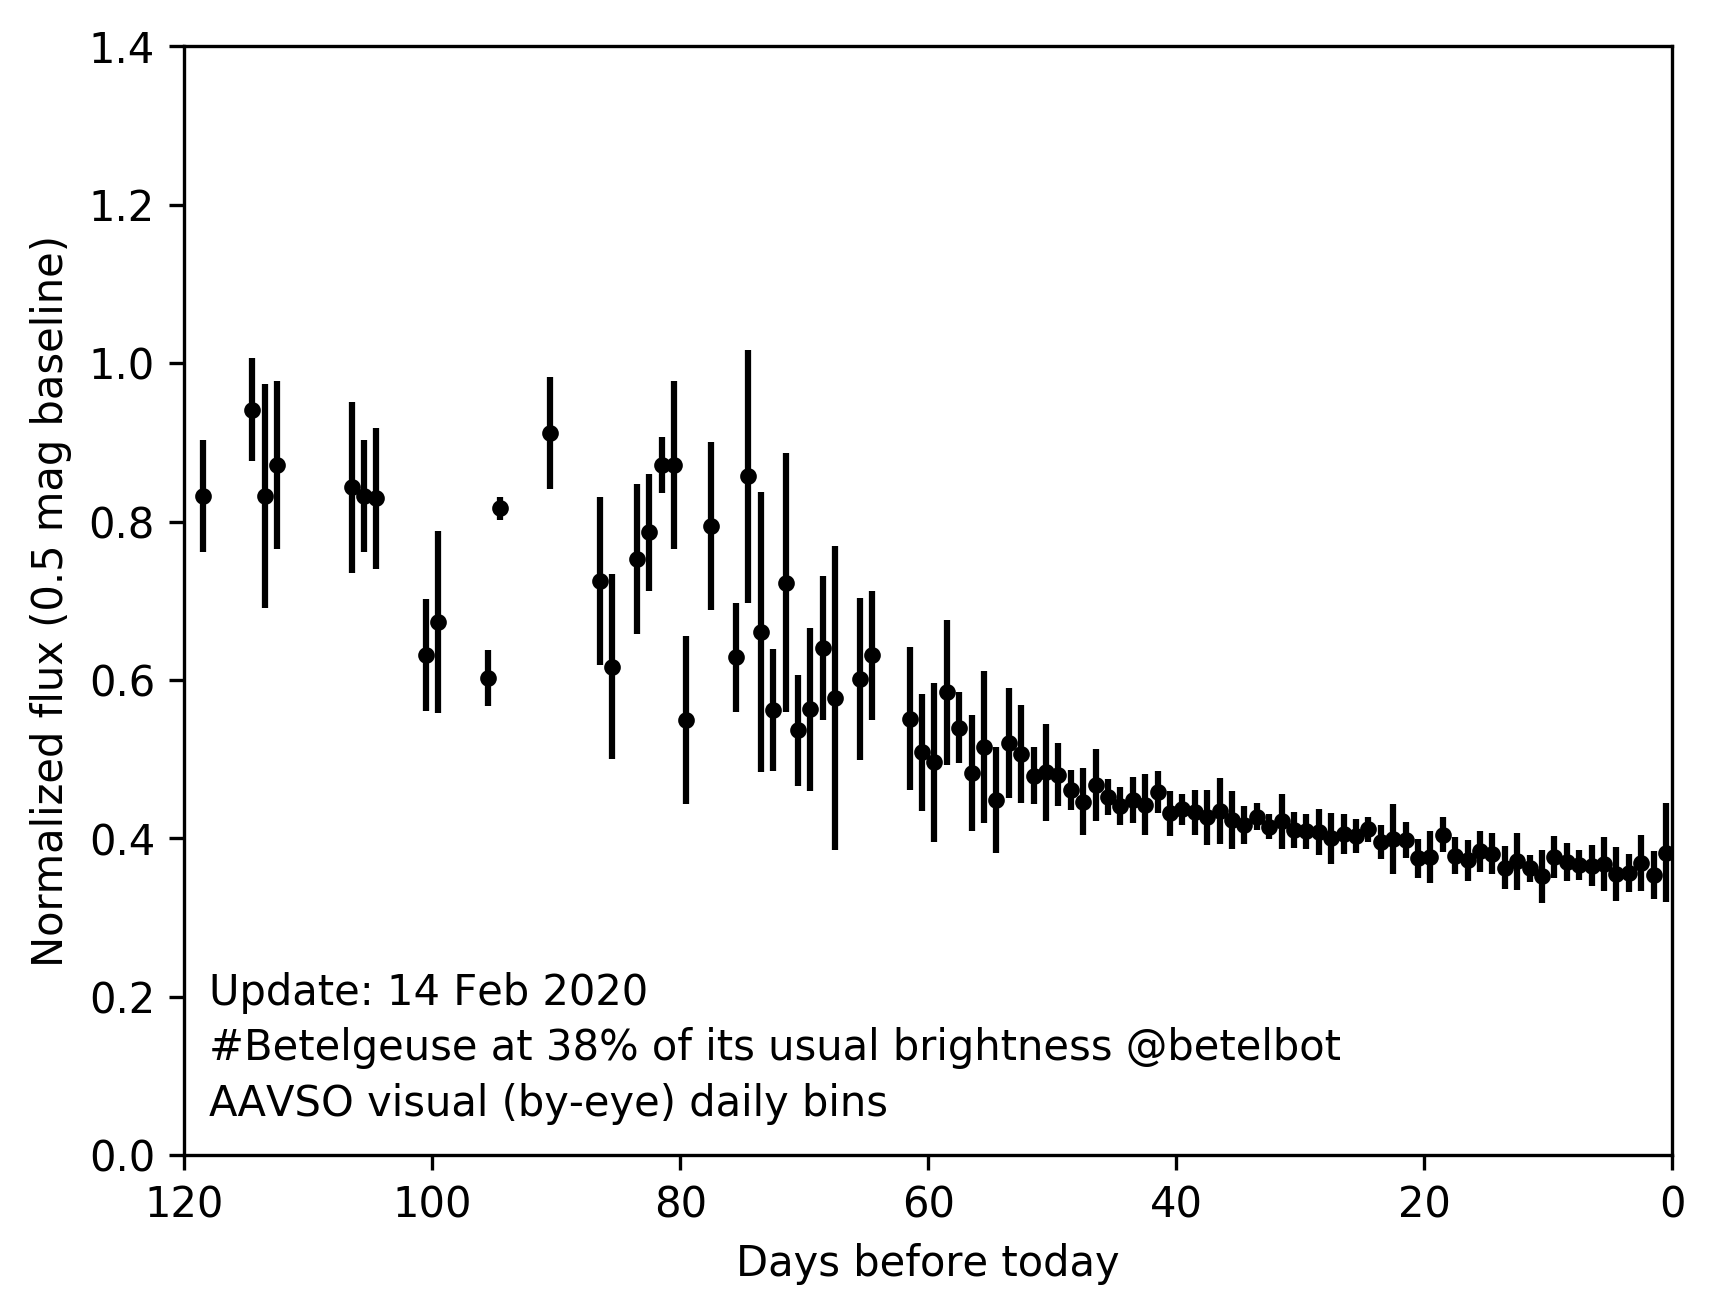 1.4
1.2
1.0
0.8
0.6
0.4
0.2
0.0
Normalized flux (0.5 mag baseline)
Update: 14 Feb 2020
#Betelgeuse at 38% of its usual brightness @betelbot
AAVSO visual (by-eye) daily bins
120 100 80 60 40 20 0
Days before today